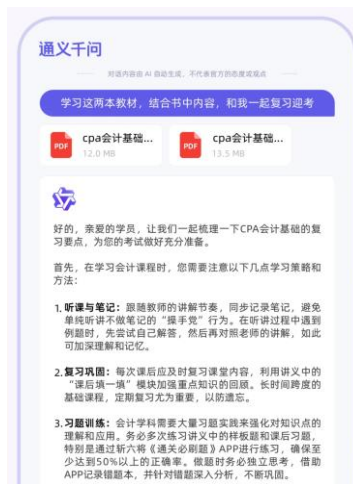 通义千问
对话内容由 AI 自动生成，不代表官方的态度或观点
学习这两本教材，结合书中内容，和我一起复习迎考
PDF
cpa会计基础...
12.0 MB
PDF
cpa会计基础...
13.5 MB
好的，亲爱的学员，让我们一起梳理一下CPA会计基础的复
习要点，为您的考试做好充分准备。
首先，在学习会计课程时，您需要注意以下几点学习策略和
方法：
1. 听课与笔记：跟随教师的讲解节奏，同步记录笔记，避免
单纯听讲不做笔记的“操手党”行为。在听讲过程中遇到
例题时，先尝试自己解答，然后再对照老师的讲解，如此
可加深理解和记忆。
2. 复习巩固：每次课后应及时复习课堂内容，利用讲义中的
“课后填一填”模块加强重点知识的回顾。长时间跨度的
基础课程，定期复习尤为重要，以防遗忘。
3. 习题训练：会计学科需要大量习题实践来强化对知识点的
理解和应用。务必多次练习讲义中的样板题和课后习题，
特别是通过斩六将《通关必刷题》APP进行练习，确保至
少达到50%以上的正确率。做题时务必独立思考，借助
APP记录错题本，并针对错题深入分析，不断巩固。